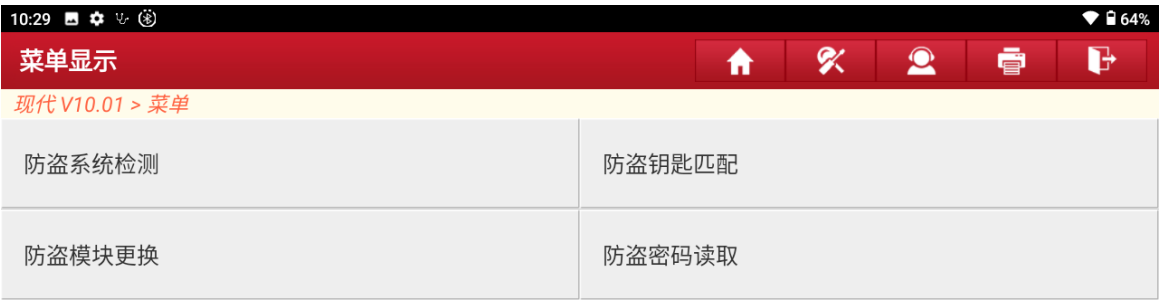 10:29 64%
菜单显示
现代 V10.01 > 菜单
防盗系统检测 防盗钥匙匹配
防盗模块更换 防盗密码读取